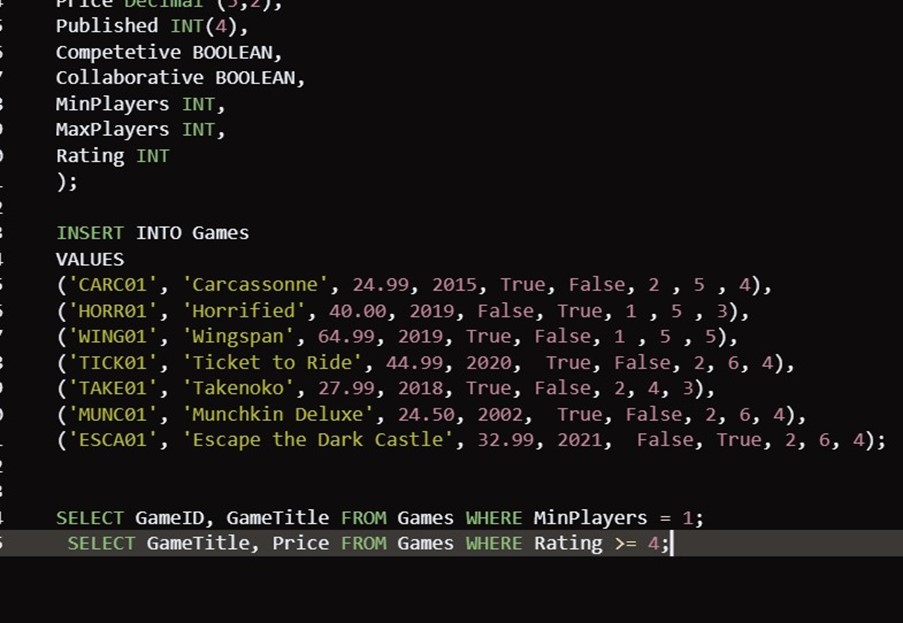 Price Decimal (5,2),
Published INT(4),
Competetive BOOLEAN,
Collaborative BOOLEAN,
MinPlayers INT,
MaxPlayers INT,
Rating INT
);
INSERT INTO Games
VALUES
('CARC01', 'Carcassonne', 24.99, 2015, True, False, 2 , 5 , 4),
('HORR01', 'Horrified', 40.00, 2019, False, True, 1 , 5 , 3),
('WING01', 'Wingspan', 64.99, 2019, True, False, 1 , 5 , 5),
('TICK01', 'Ticket to Ride', 44.99, 2020,  True, False, 2, 6, 4),
('TAKE01', 'Takenoko', 27.99, 2018, True, False, 2, 4, 3),
('MUNC01', 'Munchkin Deluxe', 24.50, 2002,  True, False, 2, 6, 4),
('ESCA01', 'Escape the Dark Castle', 32.99, 2021,  False, True, 2, 6, 4);
SELECT GameID, GameTitle FROM Games WHERE MinPlayers = 1;
SELECT GameTitle, Price FROM Games WHERE Rating >= 4;